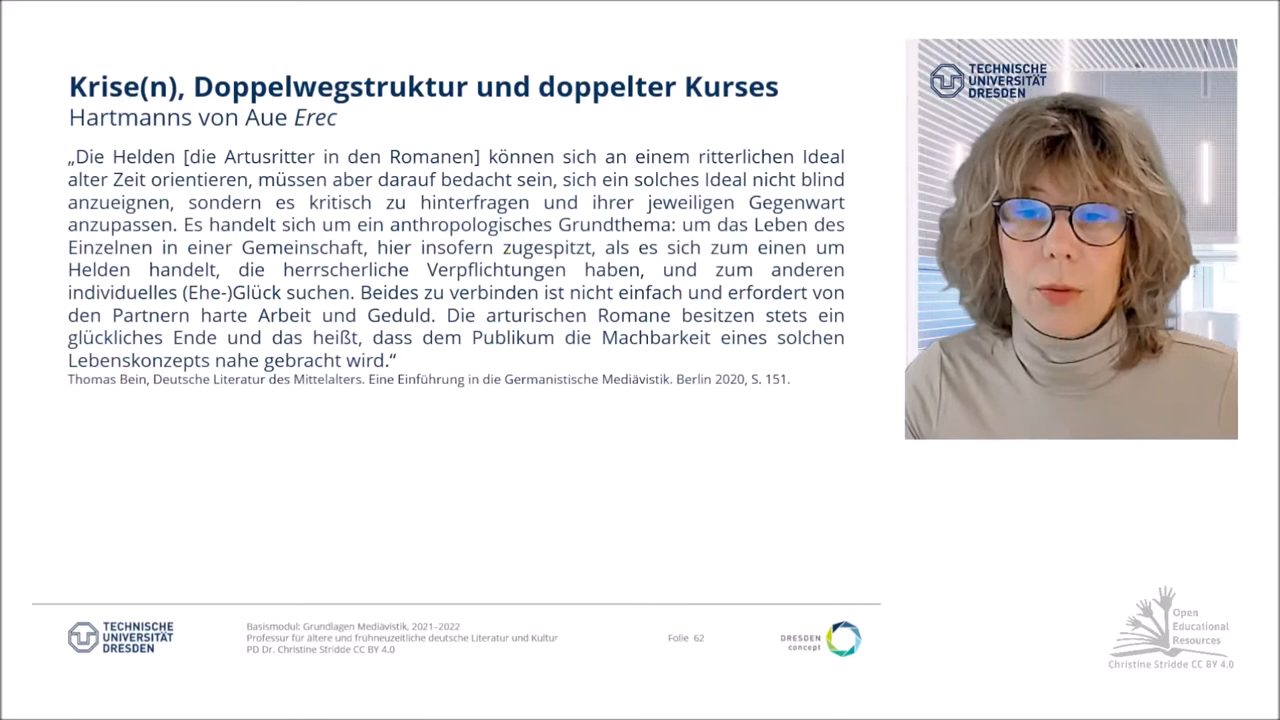 Krise(n), Doppelwegstruktur und doppelter Kurses
Hartmanns von Aue Erec
„Die Helden [die Artusritter in den Romanen] können sich an einem ritterlichen Ideal
alter Zeit orientieren, müssen aber darauf bedacht sein, sich ein solches Ideal nicht blind
anzueignen, sondern es kritisch zu hinterfragen und ihrer jeweiligen Gegenwart
anzupassen. Es handelt sich um ein anthropologisches Grundthema: um das Leben des
Einzelnen in einer Gemeinschaft, hier insofern zugespitzt, als es sich zum einen um
Helden handelt, die herrscherliche Verpflichtungen haben, und zum anderen
individuelles (Ehe-)Glück suchen. Beides zu verbinden ist nicht einfach und erfordert von
den Partnern harte Arbeit und Geduld. Die arturischen Romane besitzen stets ein
glückliches Ende und das heißt, dass dem Publikum die Machbarkeit eines solchen
Lebenskonzepts nahe gebracht wird.“
Thomas Bein, Deutsche Literatur des Mittelalters. Eine Einführung in die Germanistische Mediävistik. Berlin 2020, S. 151.
TECHNISCHE
UNIVERSITÄT
DRESDEN
TECHNISCHE
UNIVERSITÄT
DRESDEN
Basismodul: Grundlagen Mediävistik, 2021–2022
Professur für ältere und frühneuzeitliche deutsche Literatur und Kultur
PD Dr. Christine Stridde CC BY 4.0
Folie 62
DRESDEN
concept
Open
Educational
Resources
Christine Stridde CC BY 4.0